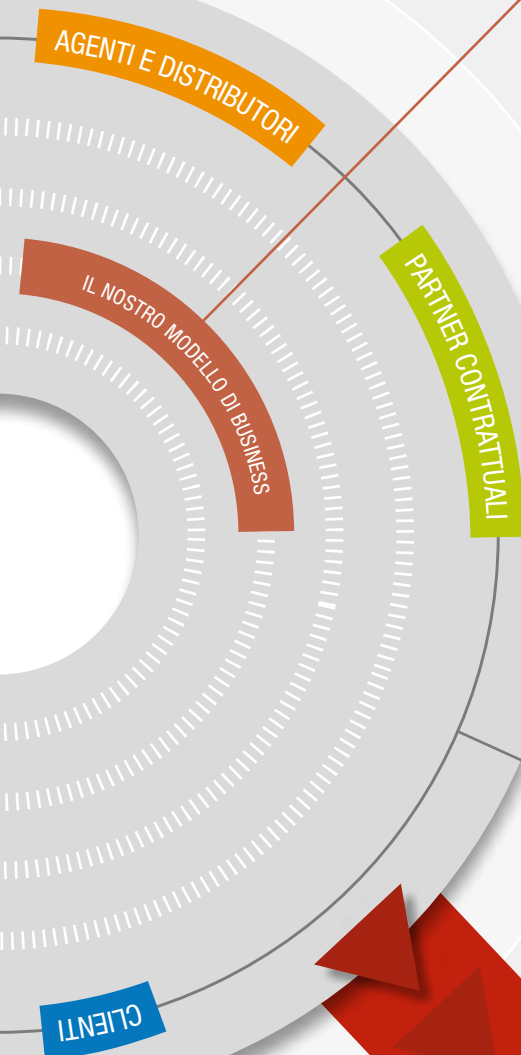 AGENTI E DISTRIBUTORI
PARTNER CONTRATTUALI
IL NOSTRO MODELLO DI BUSINESS
CLIENTI